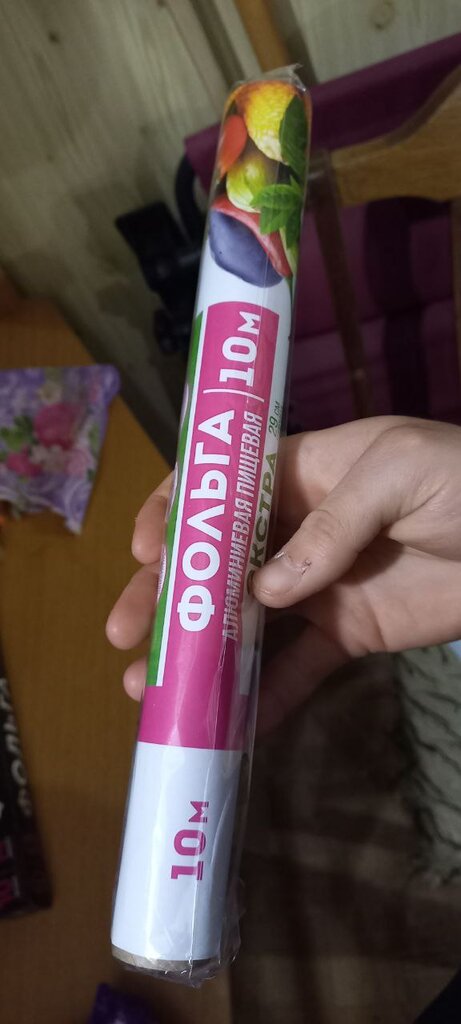 ФОЛЬГА | 10м
АЛЮМИНИЕВАЯ ПИЩЕВАЯ
29 см
ЭКСТРА
10м